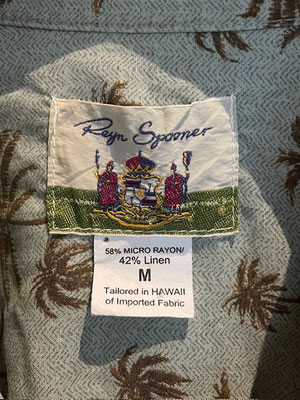 Reyn Spooner
58% MICRO RAYON/
42% Linen
M
Tailored in HAWAII
of Imported Fabric